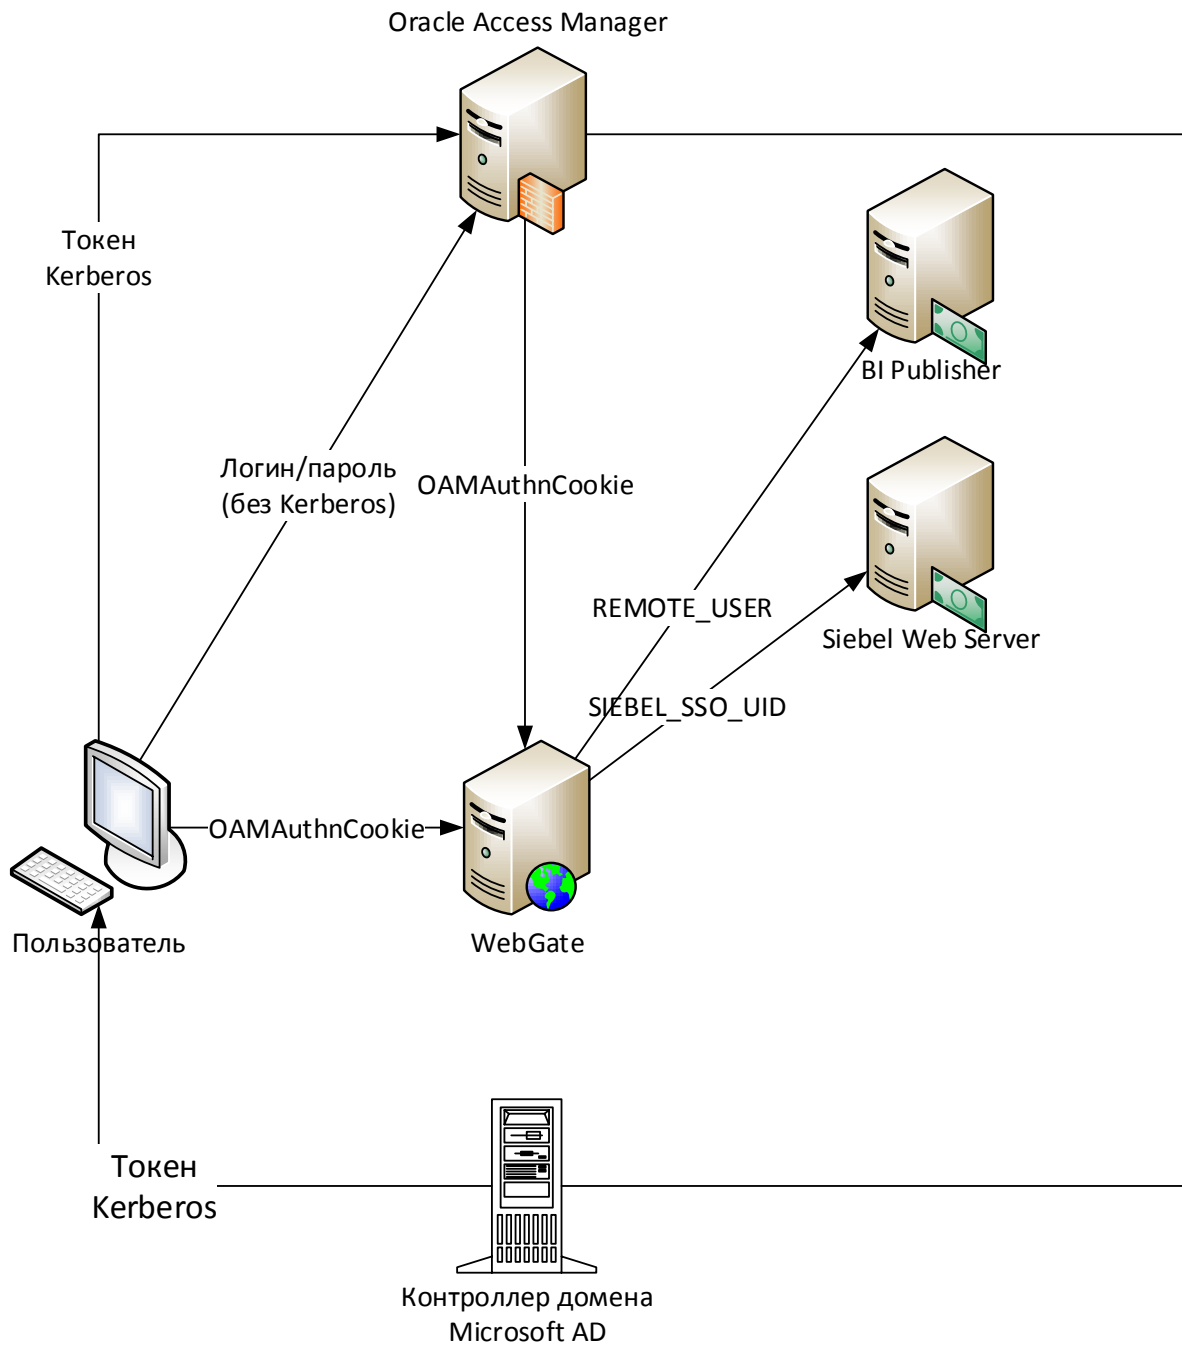 Oracle Access Manager
Токен
Kerberos
BI Publisher
Логин/пароль
(без Kerberos)
OAMAuthnCookie
REMOTE_USER
Siebel Web Server
SIEBEL_SSO_UID
OAMAuthnCookie
Пользователь
WebGate
Токен
Kerberos
Контроллер домена
Microsoft AD